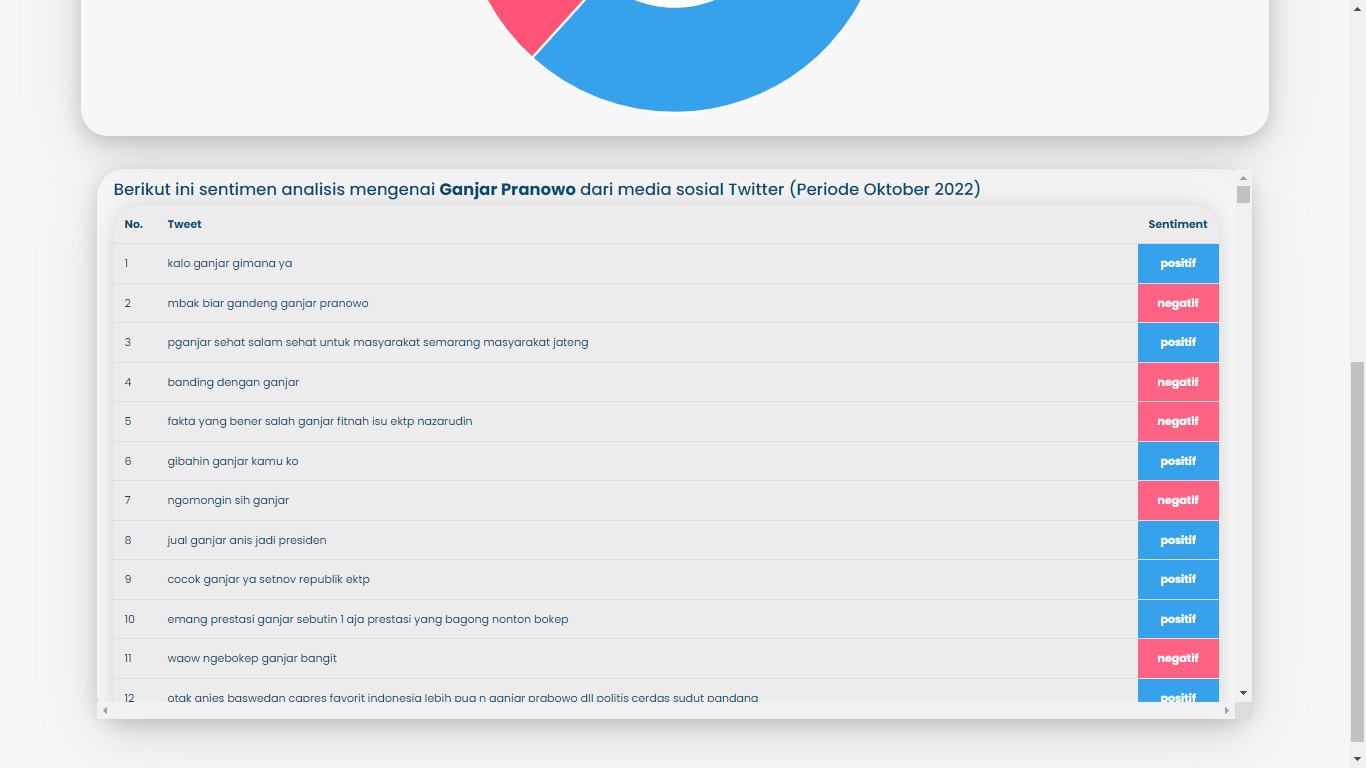 Berikut ini sentimen analisis mengenai Ganjar Pranowo dari media sosial Twitter (Periode Oktober 2022)
No. Tweet Sentiment
1 kalo ganjar gimana ya positif
2 mbak biar gandeng ganjar pranowo negatif
3 pganjar sehat salam sehat untuk masyarakat semarang masyarakat jateng positif
4 banding dengan ganjar negatif
5 fakta yang bener salah ganjar fitnah isu ektp nazarudin negatif
6 gibahin ganjar kamu ko positif
7 ngomongin sih ganjar negatif
8 jual ganjar anis jadi presiden positif
9 cocok ganjar ya setnov republik ektp positif
10 emang prestasi ganjar sebutin 1 aja prestasi yang bagong nonton bokep positif
11 waow ngebokep ganjar bangit negatif
12 otak anies baswedan capres favorit indonesia lebih pua n ganjar prabowo dll politis cerdas sudut pandang positif